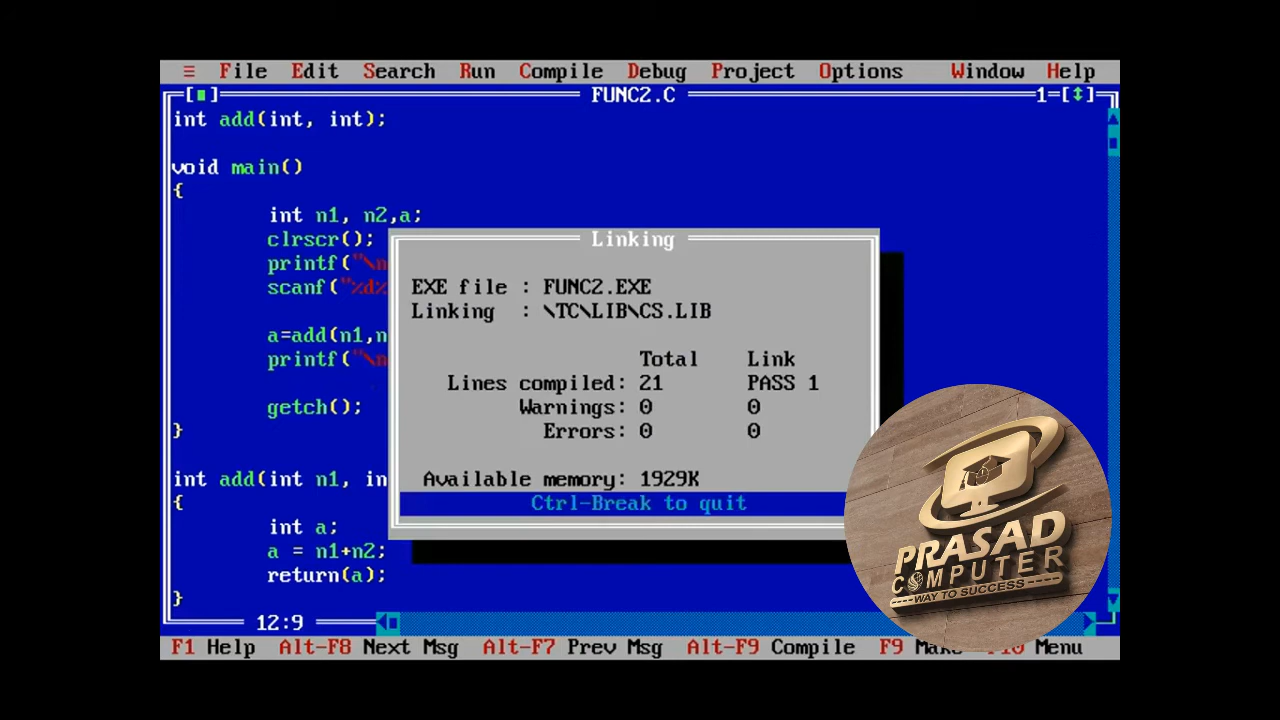 ≡ File Edit Search Run Compile Debug Project Options Window Help
[■] FUNC2.C 1=[↕]
int add(int, int);
void main()
{
int n1, n2,a;
clrscr();
printf("\n
scanf("%d%
a=add(n1,n
printf("\n
getch();
}
int add(int n1, in
{
int a;
a = n1+n2;
return(a);
}
12:9
Linking
EXE file : FUNC2.EXE
Linking : \TC\LIB\CS.LIB
Total Link
Lines compiled: 21 PASS 1
Warnings: 0 0
Errors: 0 0
Available memory: 1929K
Ctrl-Break to quit
PRASAD
COMPUTER
WAY TO SUCCESS
F1 Help Alt-F8 Next Msg Alt-F7 Prev Msg Alt-F9 Compile F9 Make F10 Menu